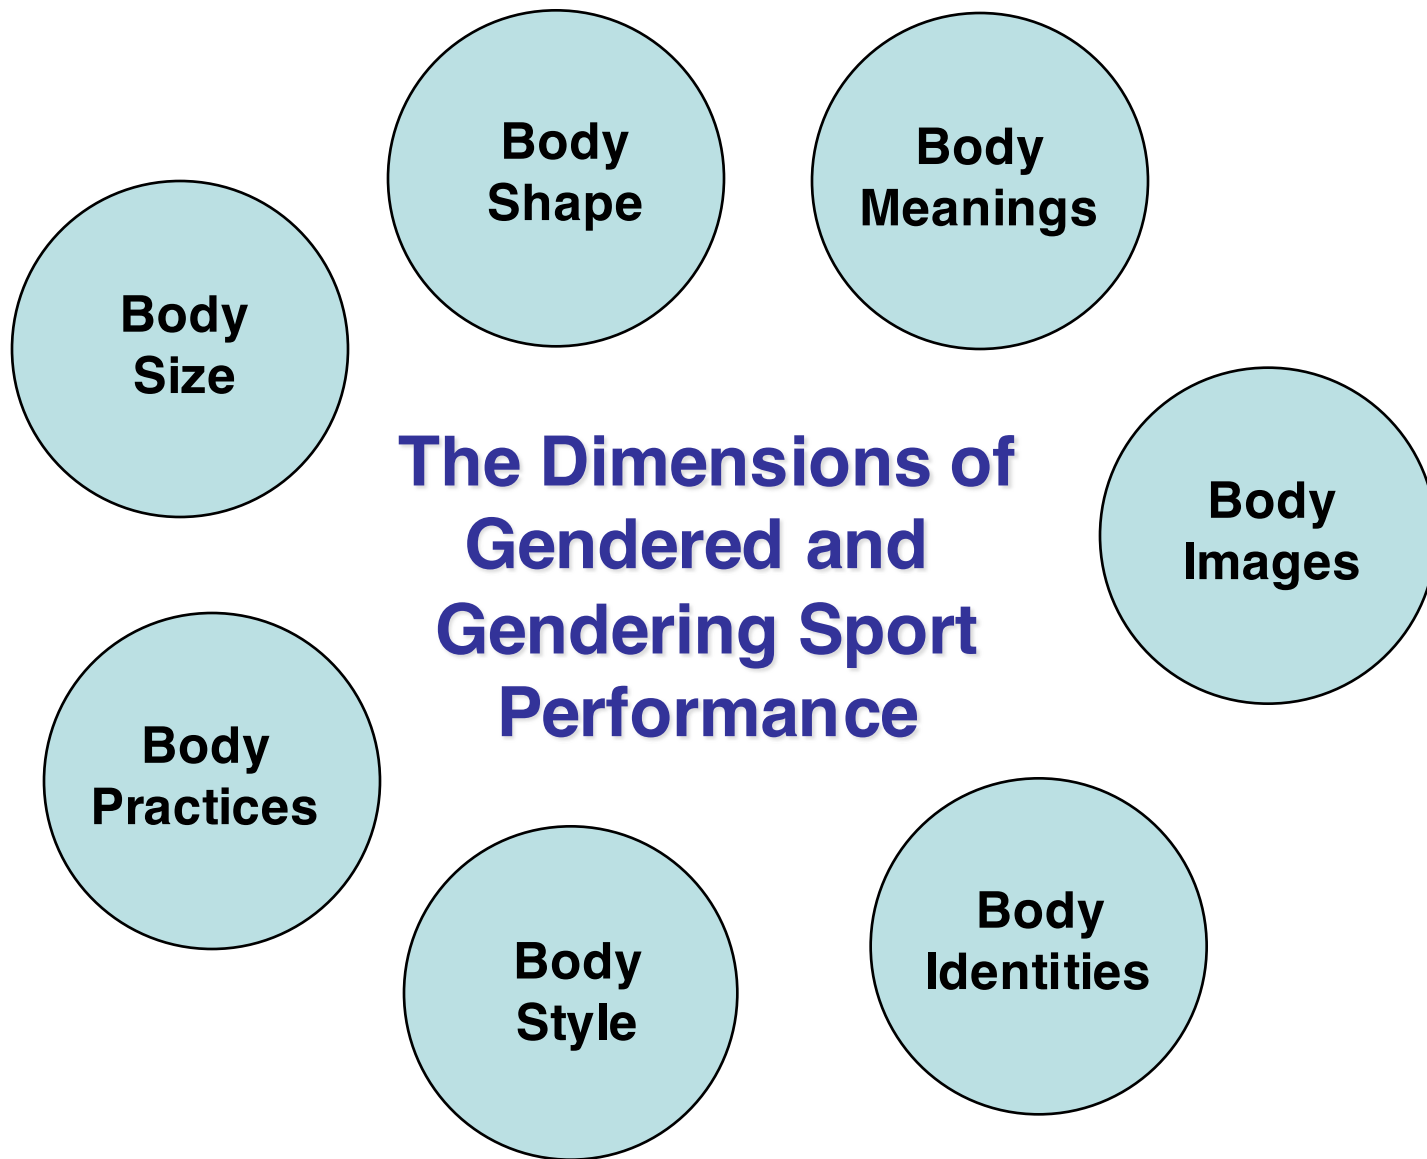 Body
Shape
Body
Meanings
Body
Size
The Dimensions of
Gendered and
Gendering Sport
Performance
Body
Images
Body
Practices
Body
Style
Body
Identities